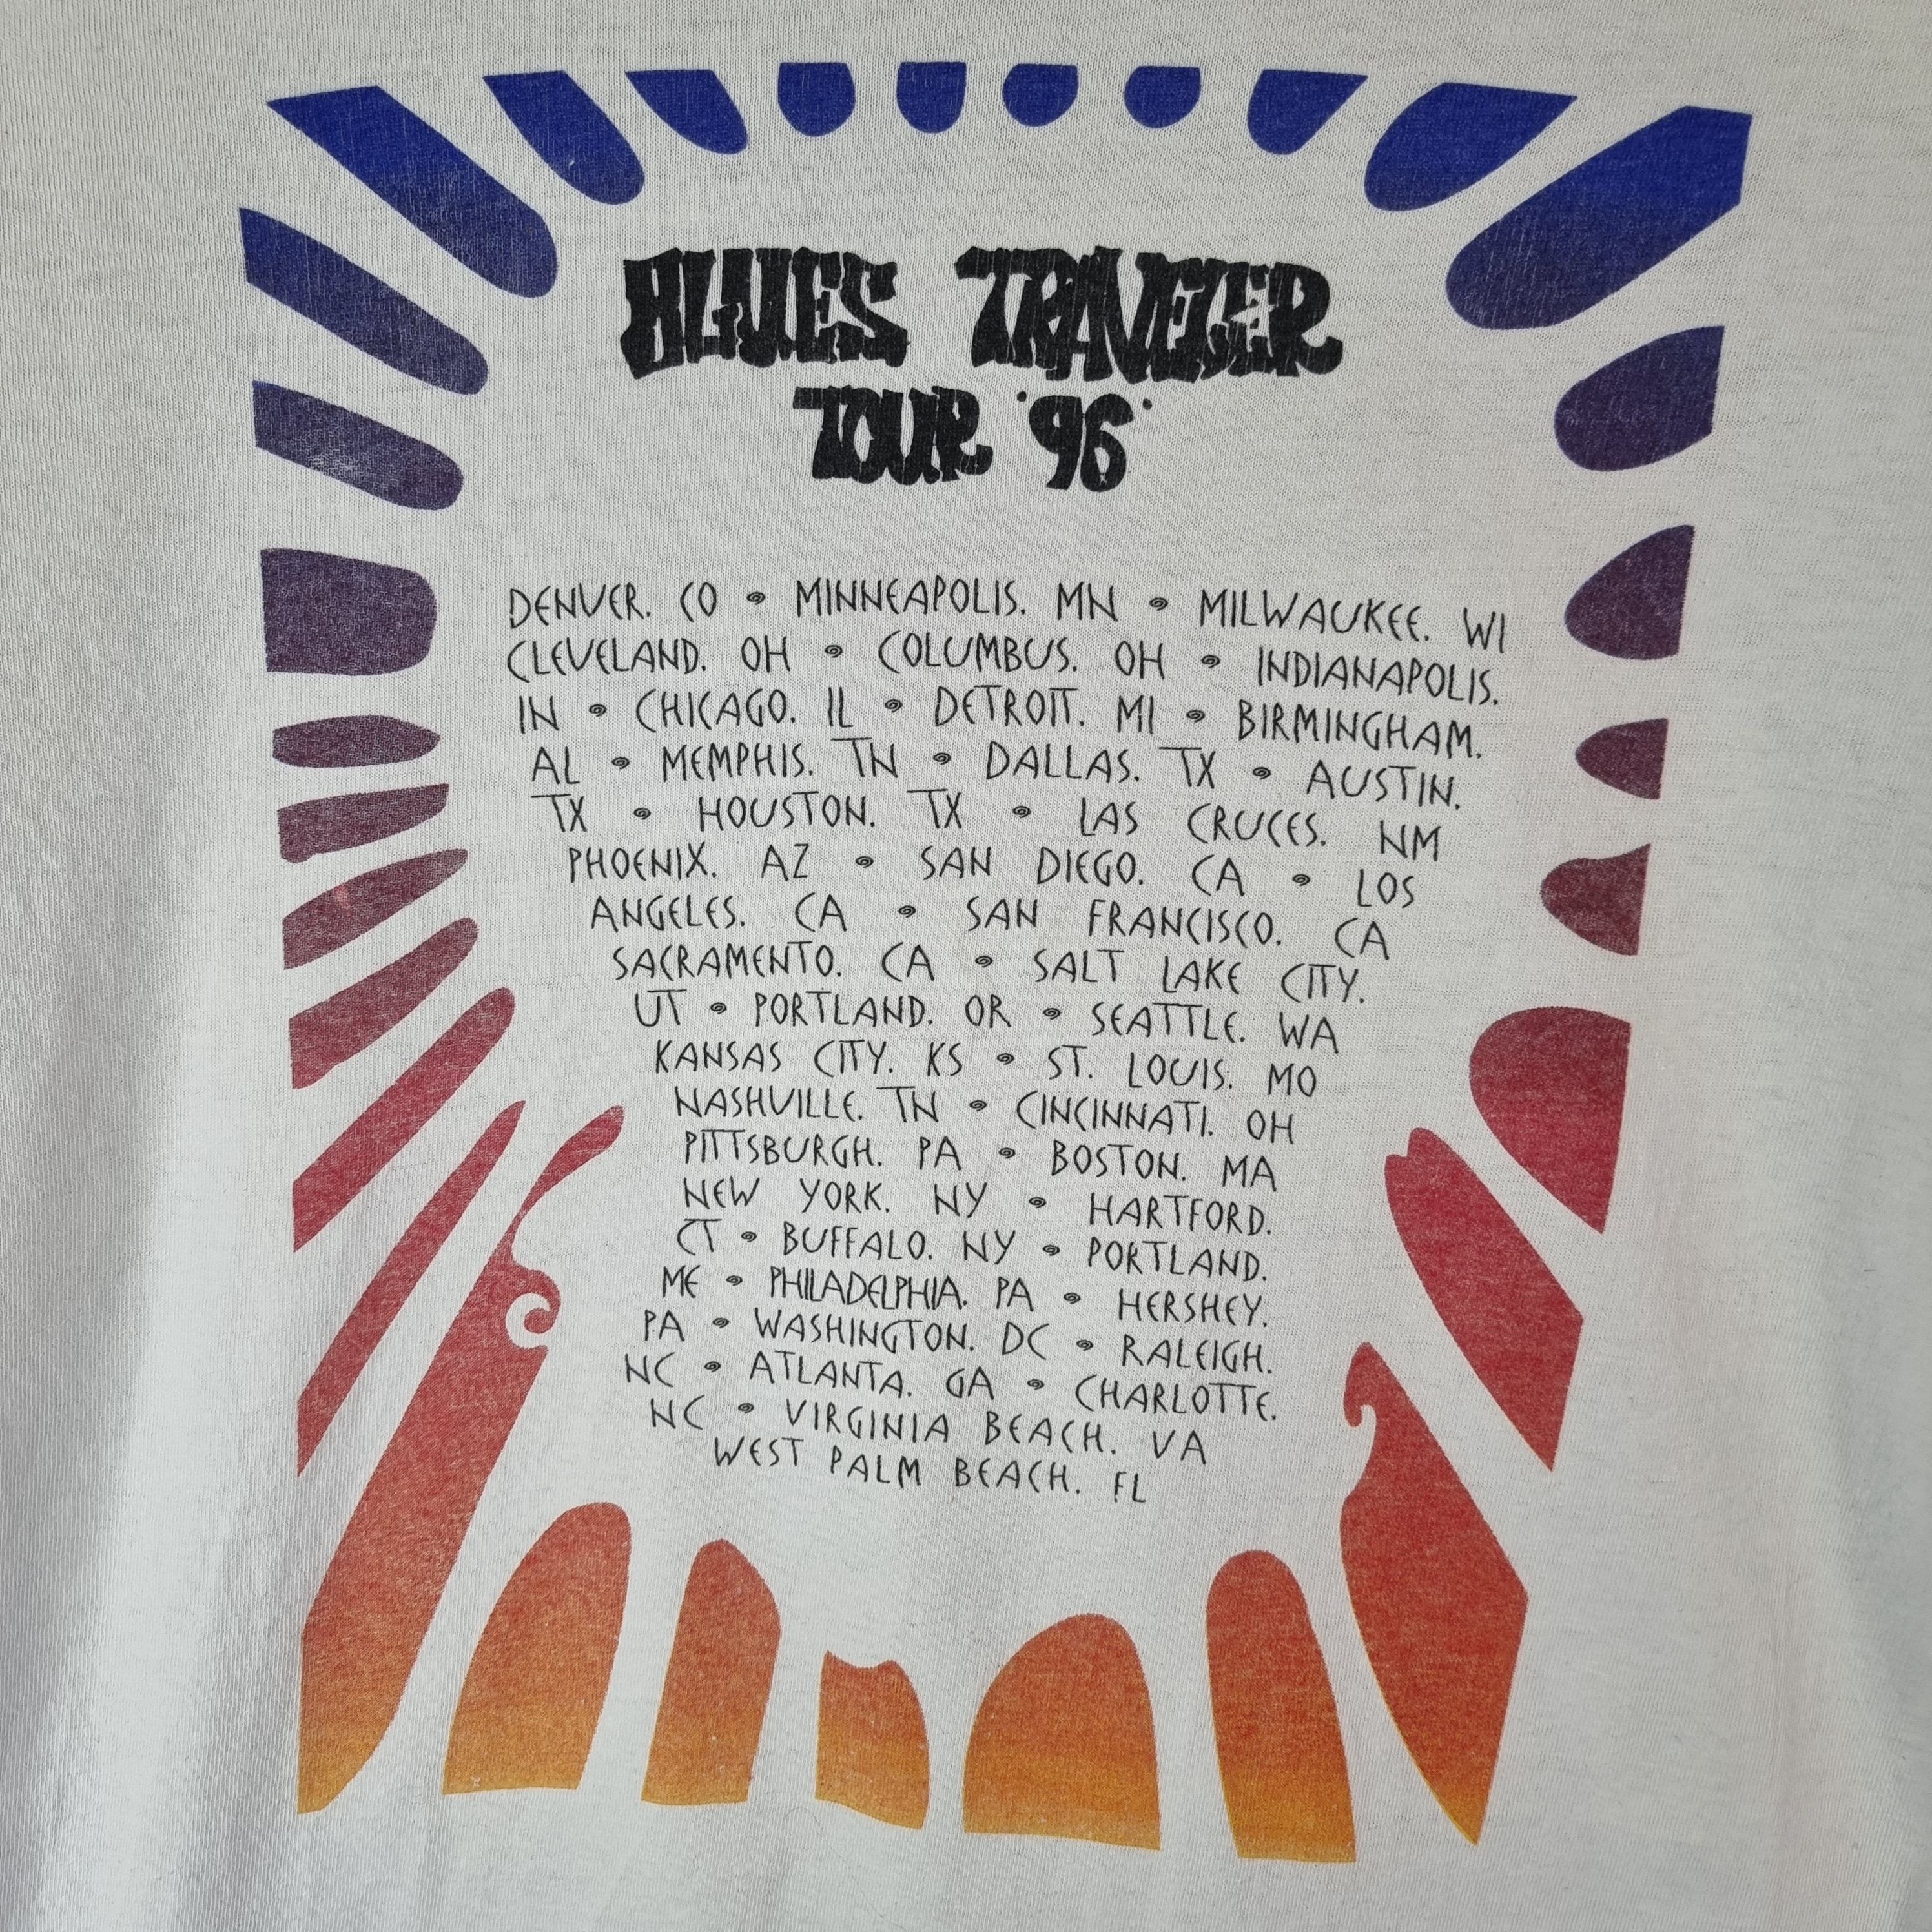 BLUES TRAVELER
TOUR '96'
DENVER. CO • MINNEAPOLIS. MN • MILWAUKEE. WI
CLEVELAND. OH • COLUMBUS. OH • INDIANAPOLIS.
IN • CHICAGO. IL • DETROIT. MI • BIRMINGHAM.
AL • MEMPHIS. TN • DALLAS. TX • AUSTIN.
TX • HOUSTON. TX • LAS CRUCES. NM
PHOENIX. AZ • SAN DIEGO. CA • LOS
ANGELES. CA • SAN FRANCISCO. CA
SACRAMENTO. CA • SALT LAKE CITY.
UT • PORTLAND. OR • SEATTLE. WA
KANSAS CITY. KS • ST. LOUIS. MO
NASHVILLE. TN • CINCINNATI. OH
PITTSBURGH. PA • BOSTON. MA
NEW YORK. NY • HARTFORD.
CT • BUFFALO. NY • PORTLAND.
ME • PHILADELPHIA. PA • HERSHEY.
PA • WASHINGTON. DC • RALEIGH.
NC • ATLANTA. GA • CHARLOTTE.
NC • VIRGINIA BEACH. VA
WEST PALM BEACH. FL